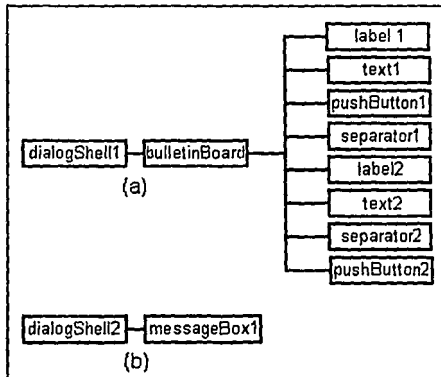 label 1
text1
pushButton1
separator1
dialogShell1 bulletinBoard
label2
(a)
text2
separator2
pushButton2
dialogShell2 messageBox1
(b)